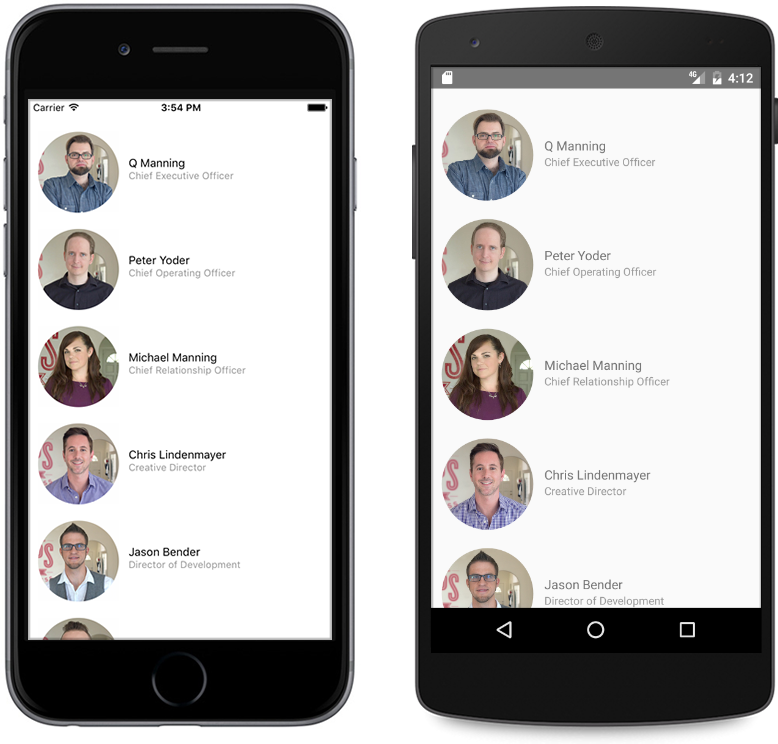 Carrier 3:54 PM
Q Manning
Chief Executive Officer
Peter Yoder
Chief Operating Officer
Michael Manning
Chief Relationship Officer
Chris Lindenmayer
Creative Director
Jason Bender
Director of Development
4G 4:12
Q Manning
Chief Executive Officer
Peter Yoder
Chief Operating Officer
Michael Manning
Chief Relationship Officer
Chris Lindenmayer
Creative Director
Jason Bender
Director of Development